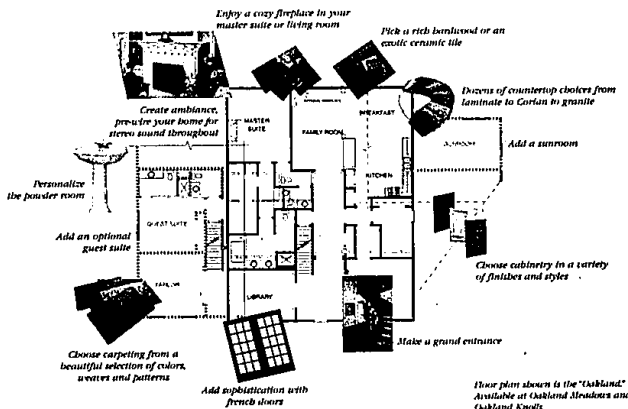 Enjoy a cozy fireplace in your
master suite or living room
Pick a rich hardwood or an
exotic ceramic tile
Dozens of countertop choices from
laminate to Corian to granite
Create ambiance,
pre-wire your home for
stereo sound throughout
MASTER
SUITE
FAMILY ROOM
BREAKFAST
SUNROOM
Add a sunroom
Personalize
the powder room
KITCHEN
GUEST SUITE
Add an optional
guest suite
Choose cabinetry in a variety
of finishes and styles
PARLOR
LIBRARY
Make a grand entrance
Choose carpeting from a
beautiful selection of colors,
weaves and patterns
Add sophistication with
french doors
Floor plan shown is the "Oakland."
Available at Oakland Meadows and
Oakland Knolls